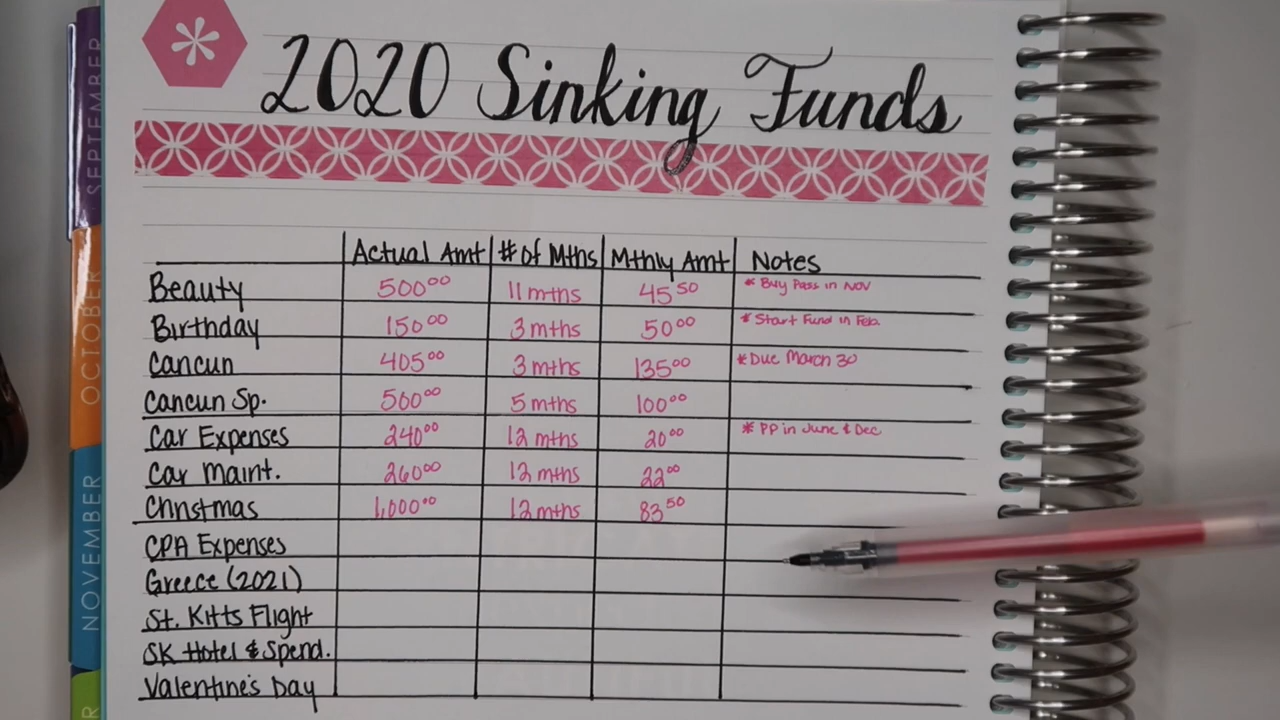 SEPTEMBER
OCTOBER
NOVEMBER
R
2020 Sinking Funds
Actual Amt # of Mths Mthly Amt Notes
Beauty 500.00 11 mths 45.50 * Buy Pass in Nov
Birthday 150.00 3 mths 50.00 * Start Fund in Feb.
Cancun 405.00 3 mths 135.00 * Due March 30
Cancun Sp. 500.00 5 mths 100.00
Car Expenses 240.00 12 mths 20.00 * PP in June & Dec
Car Maint. 260.00 12 mths 22.00
Christmas 1,000.00 12 mths 83.50
CPA Expenses
Greece (2021)
St. Kitts Flight
SK Hotel & Spend.
Valentine's Day